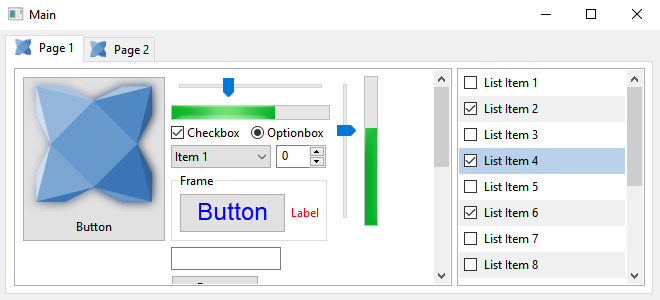 Main
Page 1
Page 2
Button
Checkbox
Optionbox
Item 1
0
Frame
Button
Label
List Item 1
List Item 2
List Item 3
List Item 4
List Item 5
List Item 6
List Item 7
List Item 8